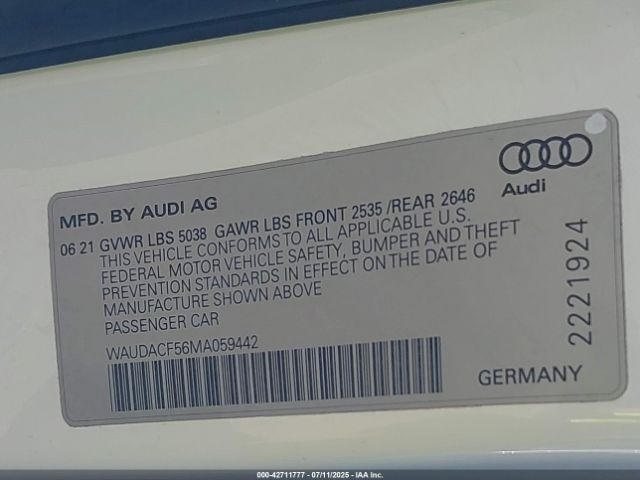 Audi
MFD. BY AUDI AG
06 21 GVWR LBS 5038 GAWR LBS FRONT 2535 /REAR 2646
THIS VEHICLE CONFORMS TO ALL APPLICABLE U.S.
FEDERAL MOTOR VEHICLE SAFETY, BUMPER AND THEFT
PREVENTION STANDARDS IN EFFECT ON THE DATE OF
MANUFACTURE SHOWN ABOVE
PASSENGER CAR
WAUDACF56MA059442
2221924
GERMANY
000-42711777 - 07/11/2025 - IAA Inc.